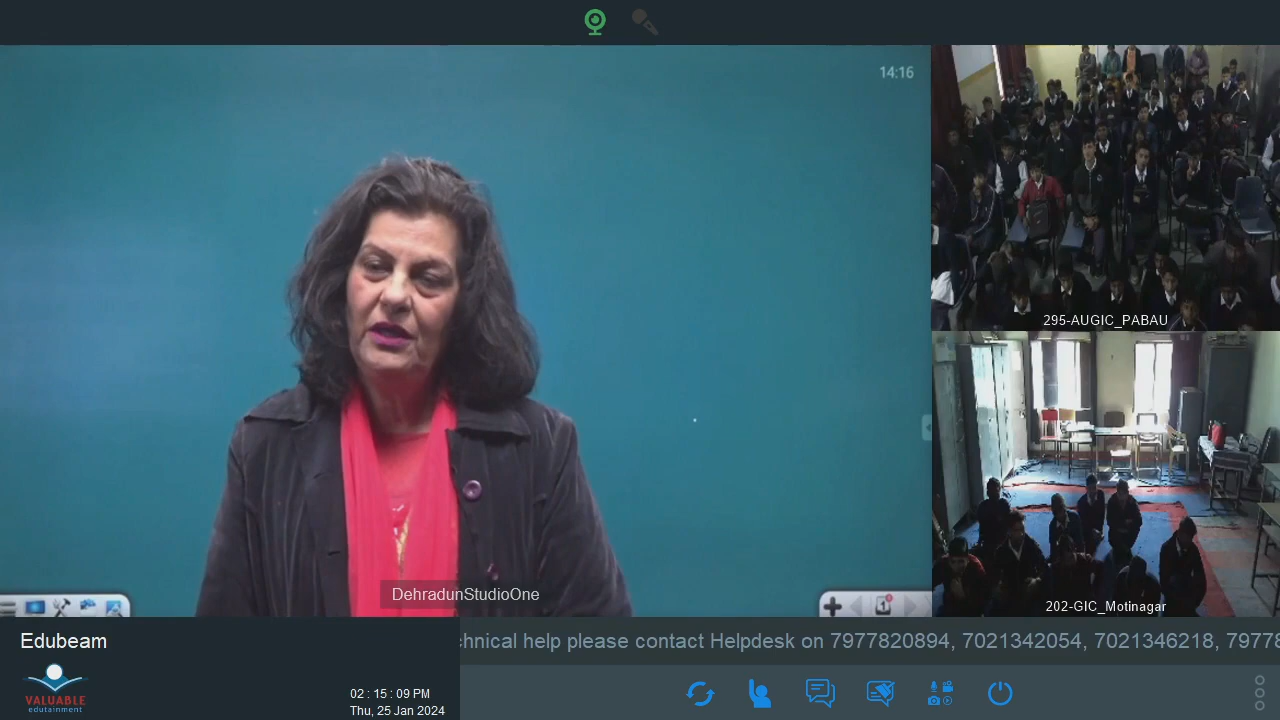 14:16
295-AUGIC_PABAU
DehradunStudioOne
202-GIC_Motinagar
1
Edubeam
chnical help please contact Helpdesk on 7977820894, 7021342054, 7021346218, 79778
VALUABLE
edutainment
02 : 15 : 09 PM
Thu, 25 Jan 2024